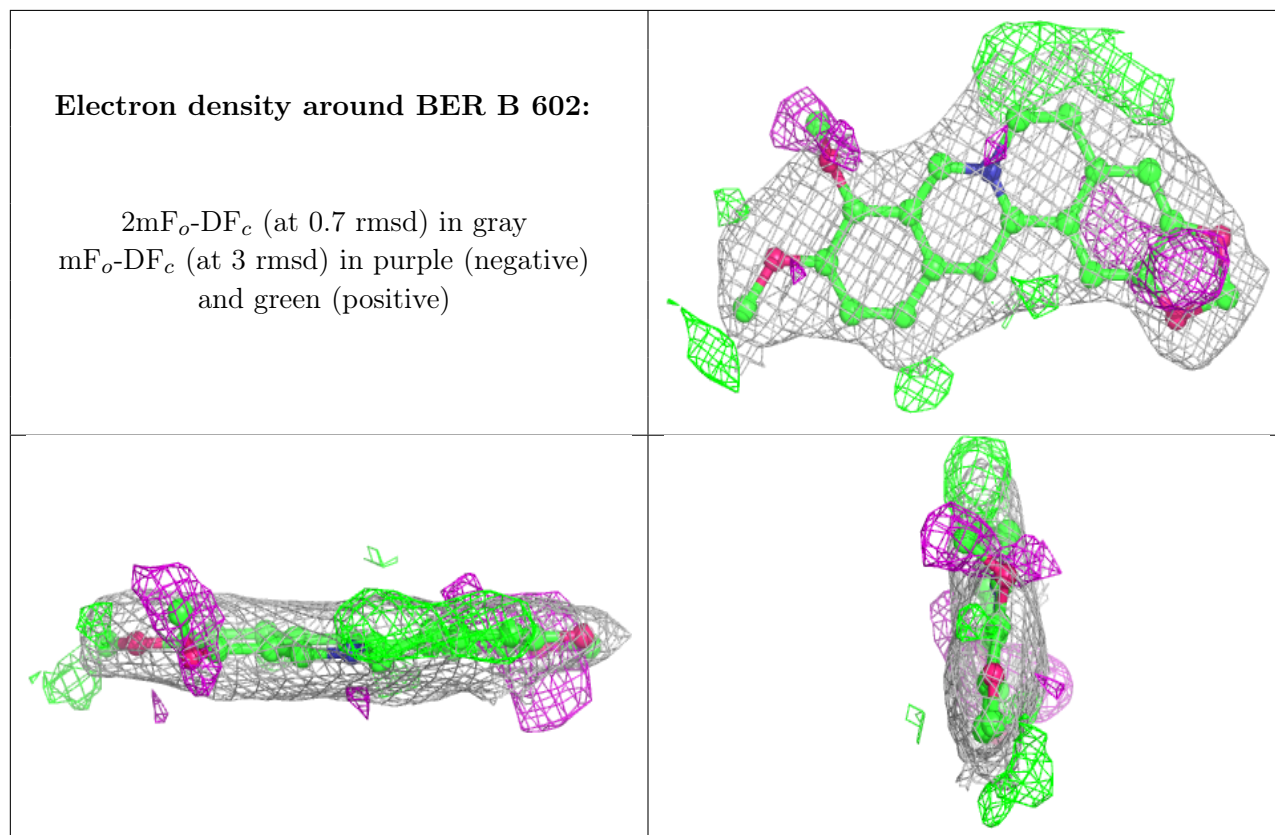 Electron density around BER B 602:
2mFₒ-DF𝒸 (at 0.7 rmsd) in gray
mFₒ-DF𝒸 (at 3 rmsd) in purple (negative)
and green (positive)